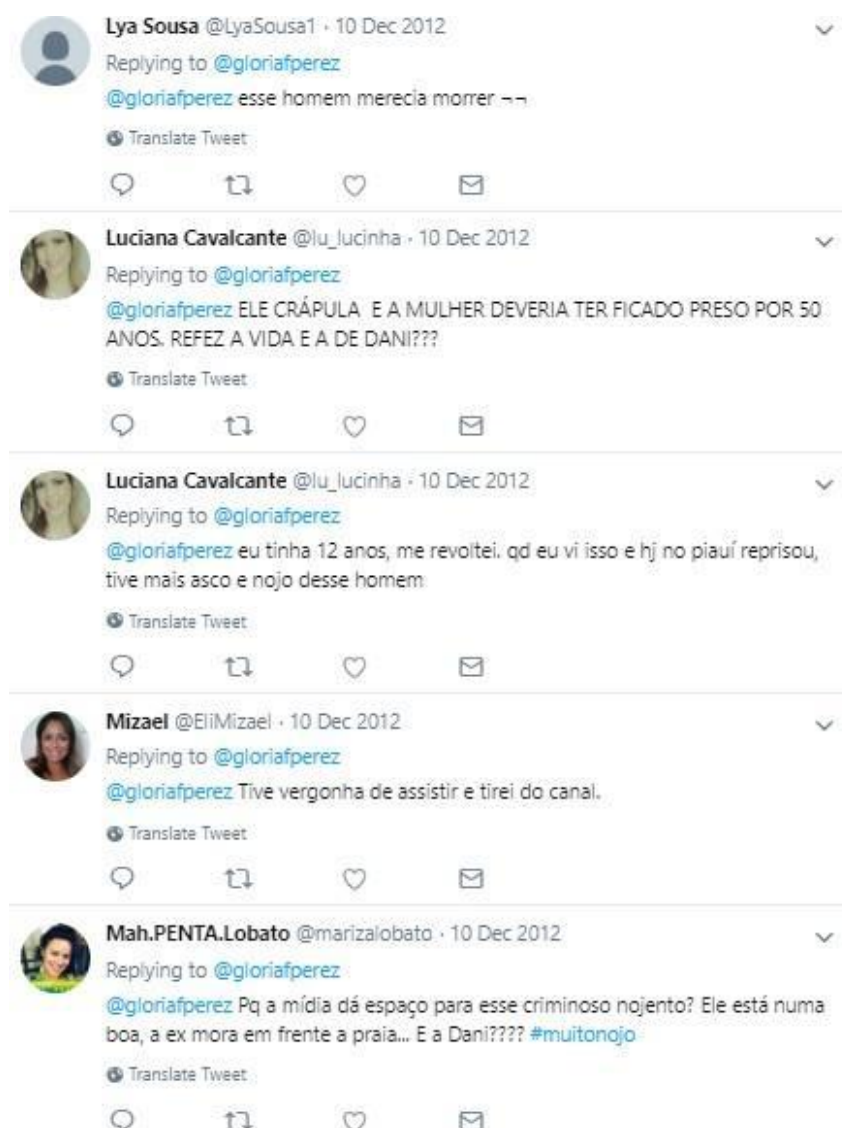 Lya Sousa @LyaSousa1 · 10 Dec 2012
Replying to @gloriafperez
@gloriafperez esse homem merecia morrer ¬¬
Translate Tweet
Luciana Cavalcante @lu_lucinha · 10 Dec 2012
Replying to @gloriafperez
@gloriafperez ELE CRÁPULA E A MULHER DEVERIA TER FICADO PRESO POR 50
ANOS. REFEZ A VIDA E A DE DANI???
Translate Tweet
Luciana Cavalcante @lu_lucinha · 10 Dec 2012
Replying to @gloriafperez
@gloriafperez eu tinha 12 anos, me revoltei. qd eu vi isso e hj no piauí reprisou,
tive mais asco e nojo desse homem
Translate Tweet
Mizael @EliMizael · 10 Dec 2012
Replying to @gloriafperez
@gloriafperez Tive vergonha de assistir e tirei do canal.
Translate Tweet
Mah.PENTA.Lobato @marizalobato · 10 Dec 2012
Replying to @gloriafperez
@gloriafperez Pq a mídia dá espaço para esse criminoso nojento? Ele está numa
boa, a ex mora em frente a praia... E a Dani???? #muitonojo
Translate Tweet